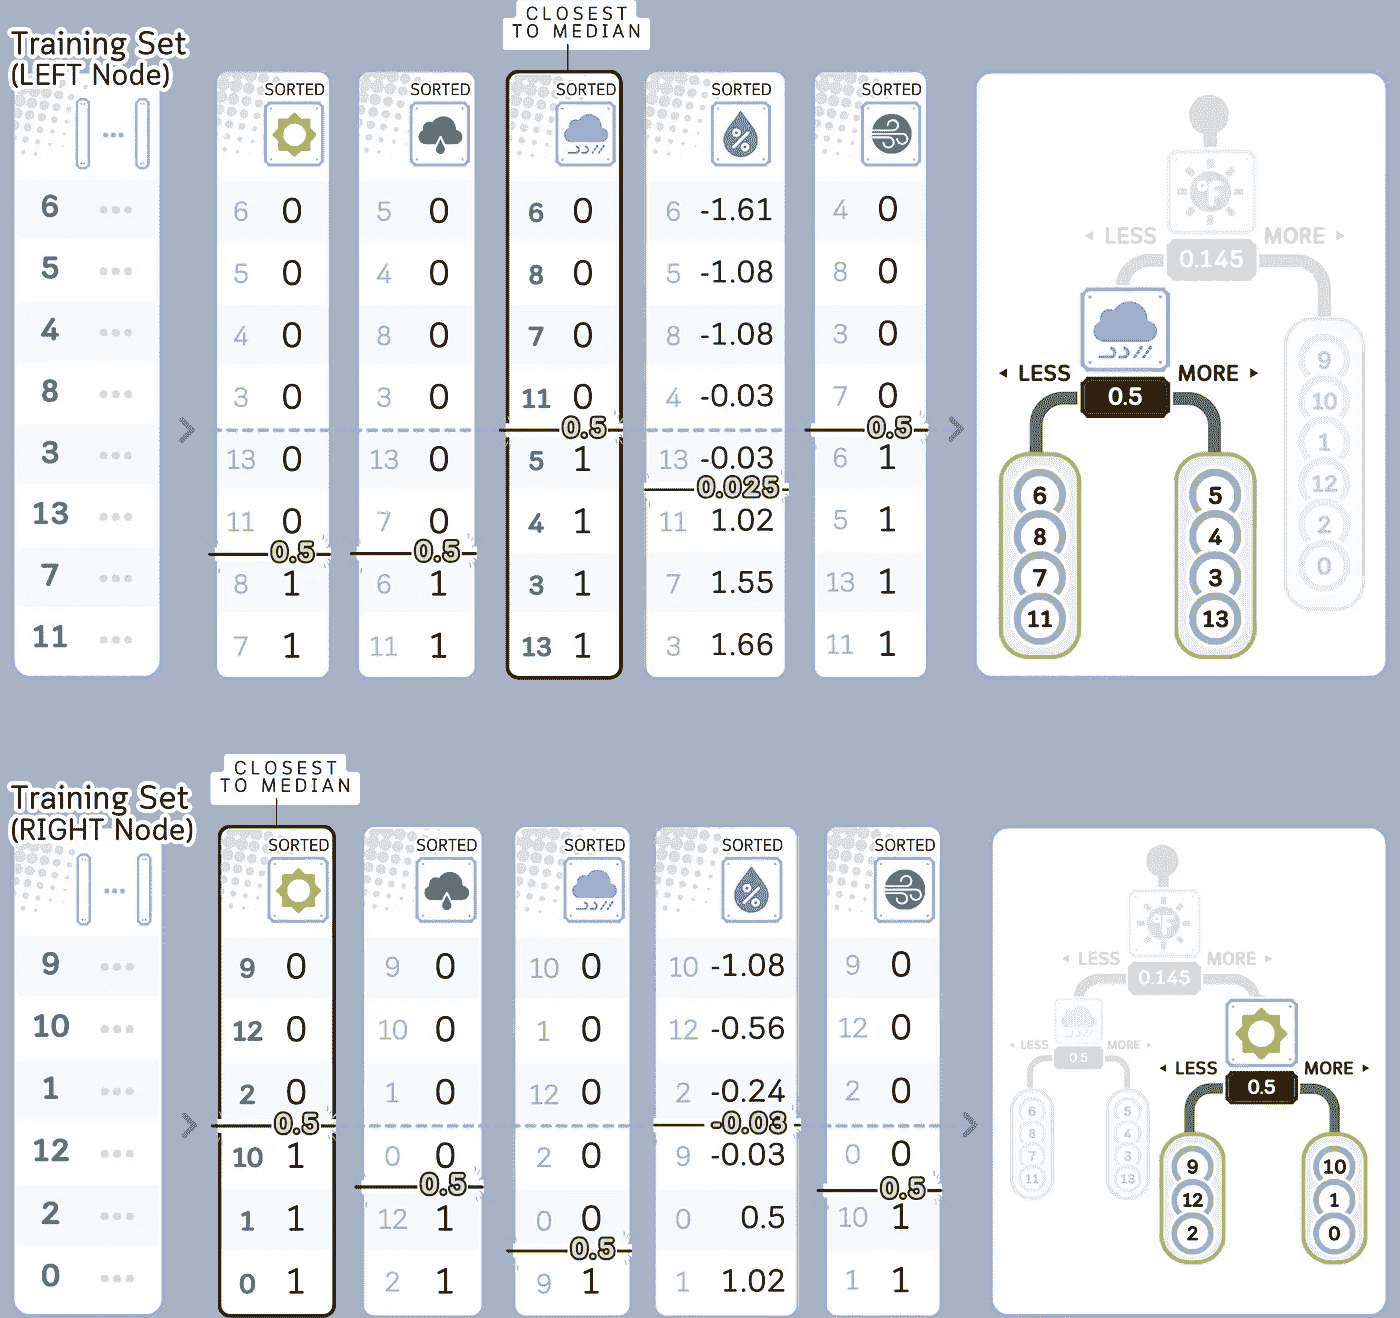 CLOSEST
TO MEDIAN
Training Set
(LEFT Node)
SORTED SORTED SORTED SORTED SORTED
6 ... 6 0 5 0 6 0 6 -1.61 4 0
5 ... 5 0 4 0 8 0 5 -1.08 8 0
4 ... 4 0 8 0 7 0 8 -1.08 3 0
8 ... 3 0 3 0 11 0 4 -0.03 7 0
0.5 0.5
3 ... 13 0 13 0 5 1 13 -0.03 6 1
0.025
13 ... 11 0 7 0 4 1 11 1.02 5 1
0.5 0.5
7 ... 8 1 6 1 3 1 7 1.55 13 1
11 ... 7 1 11 1 13 1 3 1.66 11 1
°F
LESS MORE
0.145
LESS MORE
0.5
6 5
8 4
7 3
11 13
9
10
1
12
2
0
CLOSEST
TO MEDIAN
Training Set
(RIGHT Node)
SORTED SORTED SORTED SORTED SORTED
9 ... 9 0 9 0 10 0 10 -1.08 9 0
10 ... 12 0 10 0 1 0 12 -0.56 12 0
1 ... 2 0 1 0 12 0 2 -0.24 2 0
0.5 -0.03
12 ... 10 1 0 0 2 0 9 -0.03 0 0
0.5 0.5
2 ... 1 1 12 1 0 0 0 0.5 10 1
0.5
0 ... 0 1 2 1 9 1 1 1.02 1 1
°F
LESS MORE
0.145
LESS MORE
0.5
6 5
8 4
7 3
11 13
LESS MORE
0.5
9 10
12 1
2 0